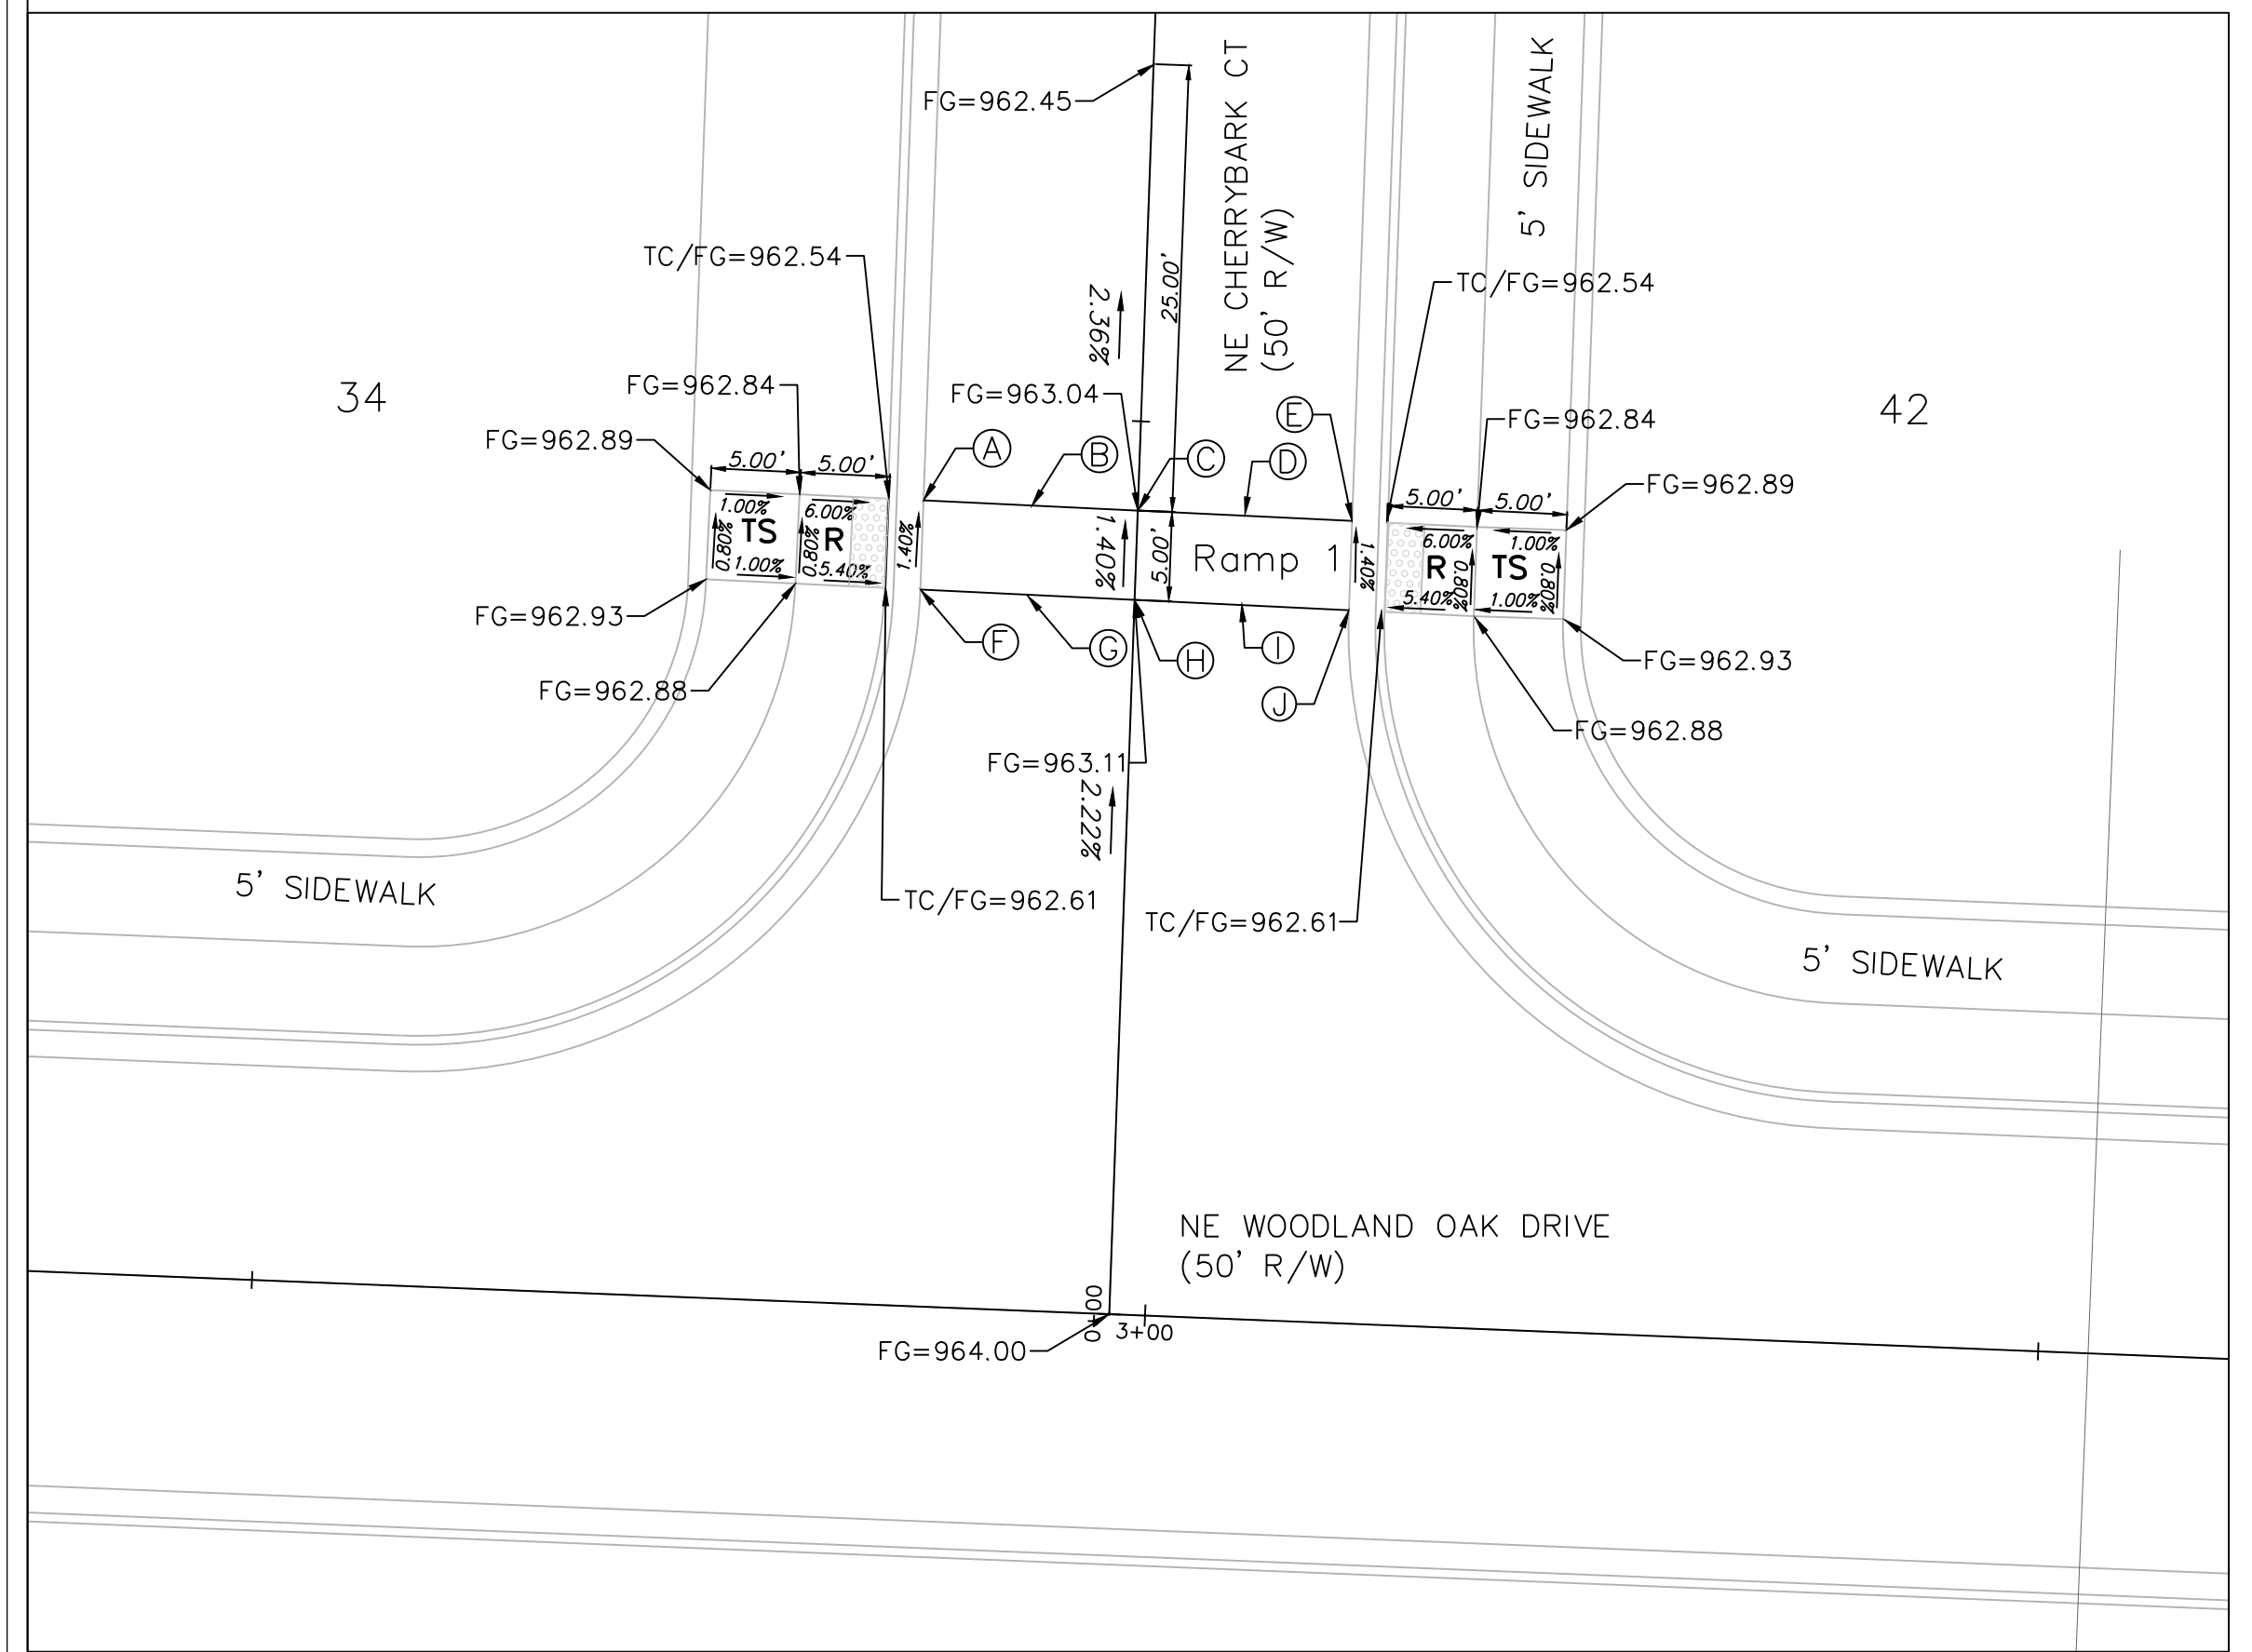 FG=962.45
NE CHERRYBARK CT
(50' R/W)
5' SIDEWALK
TC/FG=962.54
TC/FG=962.54
2.36%
25.00'
34
42
FG=962.84
FG=963.04
E
FG=962.84
FG=962.89
A
B
C
D
FG=962.89
5.00'
5.00'
5.00'
5.00'
1.00%
6.00%
TS
R
0.80%
0.80%
1.00%
5.40%
1.40%
1.40%
5.00'
Ramp 1
1.40%
6.00%
1.00%
R
TS
0.80%
0.80%
5.40%
1.00%
FG=962.93
F
G
H
I
FG=962.93
FG=962.88
J
FG=962.88
FG=963.11
2.22%
5' SIDEWALK
TC/FG=962.61
TC/FG=962.61
5' SIDEWALK
NE WOODLAND OAK DRIVE
(50' R/W)
0+00
3+00
FG=964.00